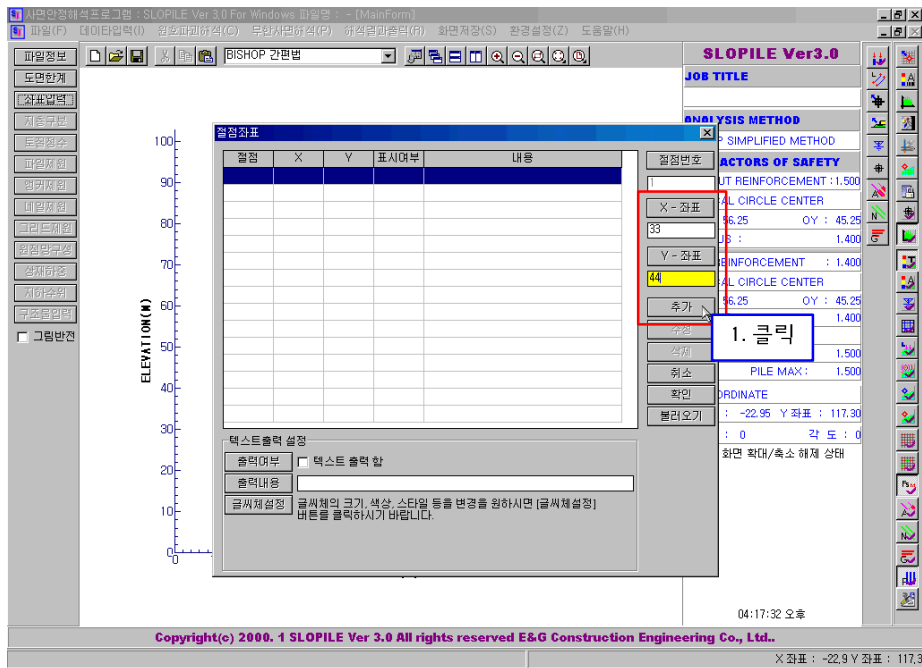 사면안정해석프로그램 : SLOPILE Ver 3.0 For Windows 파일명 : - [MainForm]
파일(F) 데이타입력(I) 원호파괴해석(C) 무한사면해석(P) 해석결과출력(R) 화면저장(S) 환경설정(Z) 도움말(H)
파일정보
도면한계
좌표입력
지층구분
토질정수
파일제원
앵커제원
네일제원
그리드제원
원점망구성
상재하중
지하수위
구조물입력
그림반전
BISHOP 간편법
100
90
80
70
60
50
40
30
20
10
0
0
ELEVATION(M)
절점좌표
절점 X Y 표시여부 내용
절점번호
1
X - 좌표
33
Y - 좌표
44
추가
수정
삭제
취소
확인
불러오기
1. 클릭
텍스트출력 설정
출력여부 텍스트 출력 함
출력내용
글씨체설정 글씨체의 크기, 색상, 스타일 등을 변경을 원하시면 [글씨체설정]
버튼를 클릭하시기 바랍니다.
SLOPILE Ver3.0
JOB TITLE
ANALYSIS METHOD
P SIMPLIFIED METHOD
ACTORS OF SAFETY
UT REINFORCEMENT : 1.500
AL CIRCLE CENTER
56.25 OY : 45.25
US : 1.400
REINFORCEMENT : 1.400
AL CIRCLE CENTER
56.25 OY : 45.25
1.400
1.500
PILE MAX : 1.500
ORDINATE
: -22.95 Y 좌표 : 117.30
: 0 각 도 : 0
화면 확대/축소 해제 상태
04:17:32 오후
Copyright(c) 2000. 1 SLOPILE Ver 3.0 All rights reserved E&G Construction Engineering Co., Ltd..
X 좌표 : -22,9 Y 좌표 : 117,3